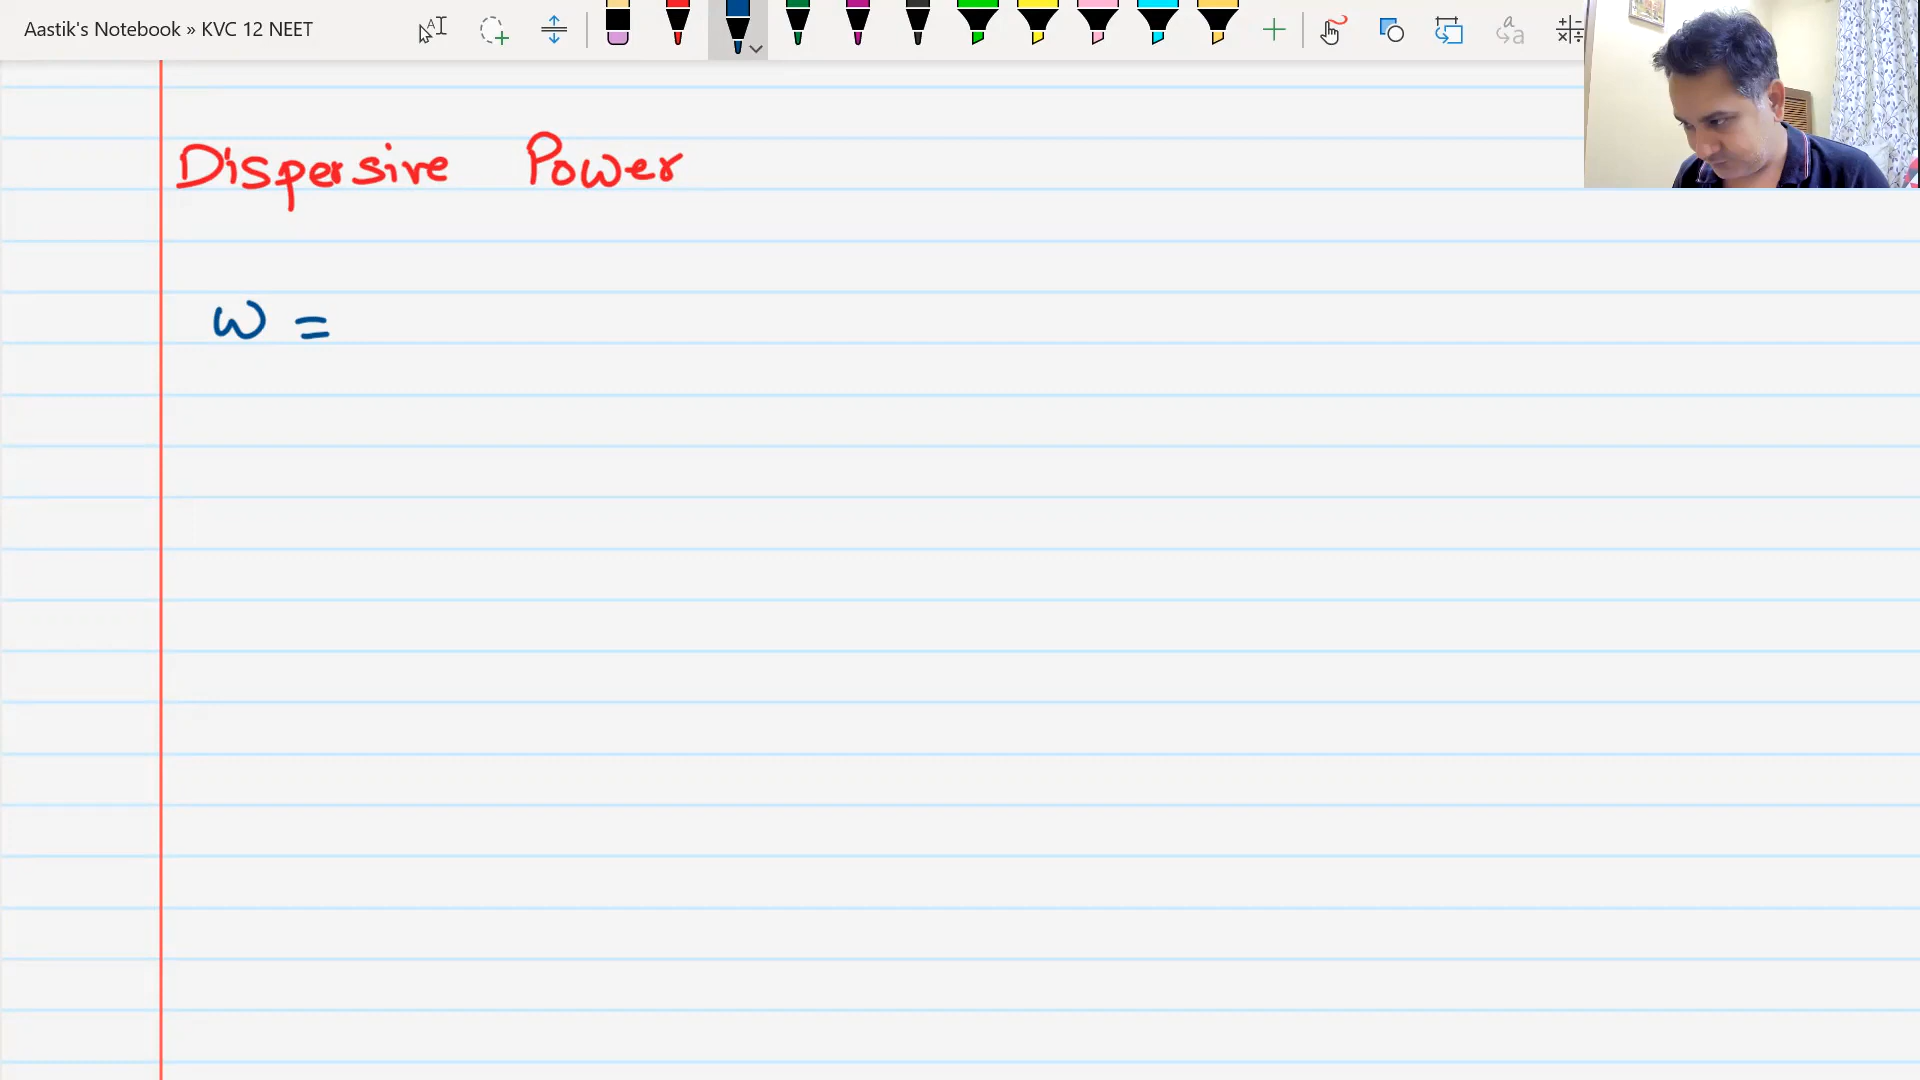 Aastik's Notebook » KVC 12 NEET
Dispersive Power
ω =